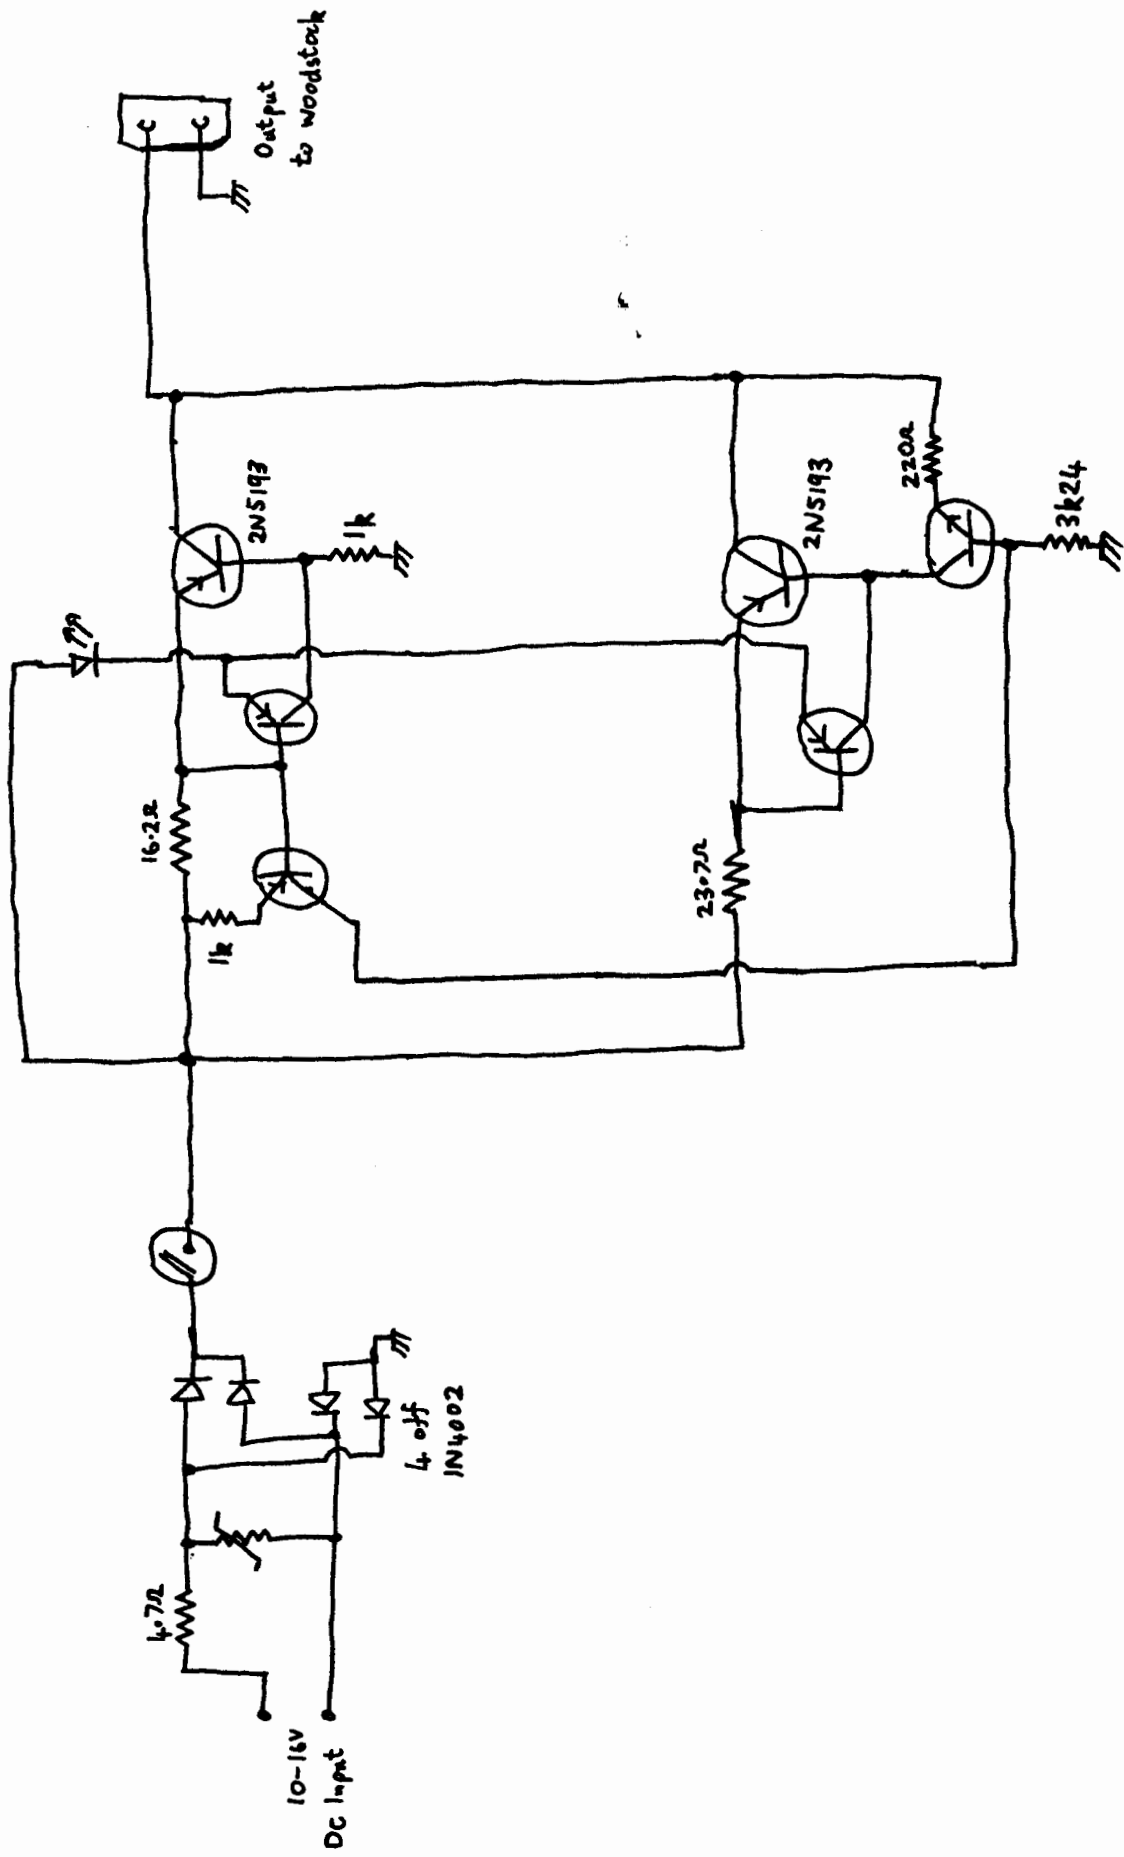 10-16V
DC Input
4.7Ω
4 off
1N4002
1k
16.2Ω
2N5193
1k
23.7Ω
2N5193
220Ω
3k24
Output
to Woodstock